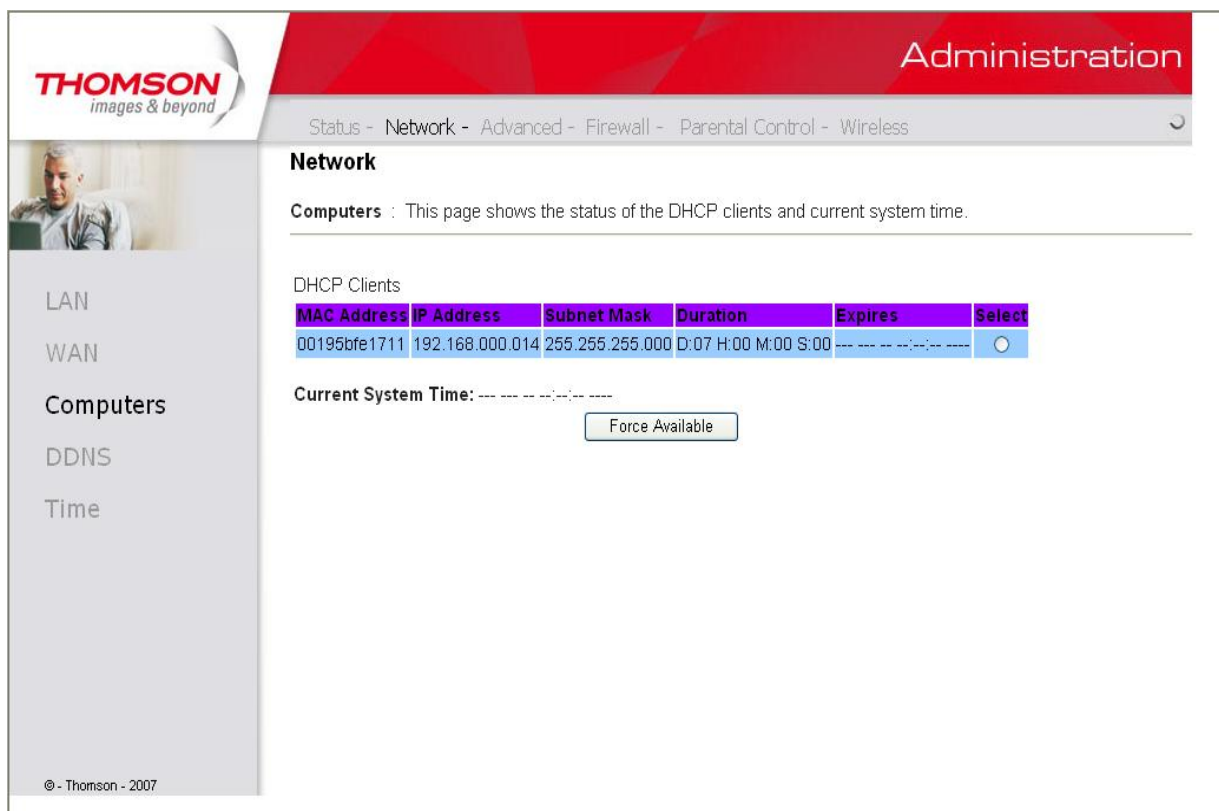 THOMSON
images & beyond
Administration
Status - Network - Advanced - Firewall - Parental Control - Wireless
Network
Computers : This page shows the status of the DHCP clients and current system time.
LAN
WAN
Computers
DDNS
Time
DHCP Clients
MAC Address IP Address Subnet Mask Duration Expires Select
00195bfe1711 192.168.000.014 255.255.255.000 D:07 H:00 M:00 S:00 --- --- -- --:--:-- ----
Current System Time: --- --- -- --:--:-- ----
Force Available
© - Thomson - 2007